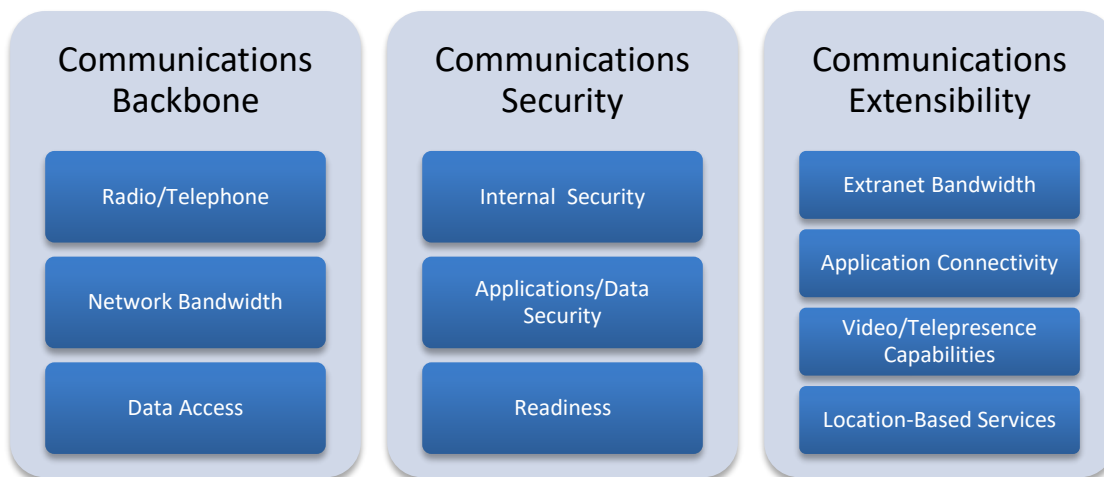 Communications
Backbone
Radio/Telephone
Network Bandwidth
Data Access
Communications
Security
Internal  Security
Applications/Data
Security
Readiness
Communications
Extensibility
Extranet Bandwidth
Application Connectivity
Video/Telepresence
Capabilities
Location-Based Services